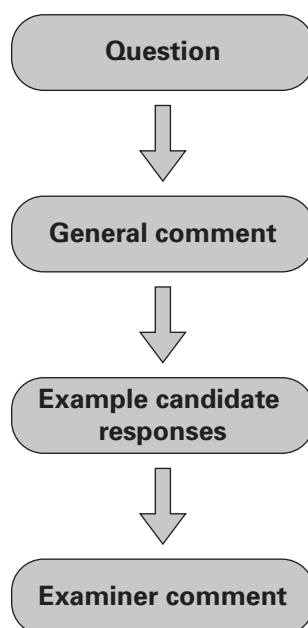 Question
General comment
Example candidate
responses
Examiner comment